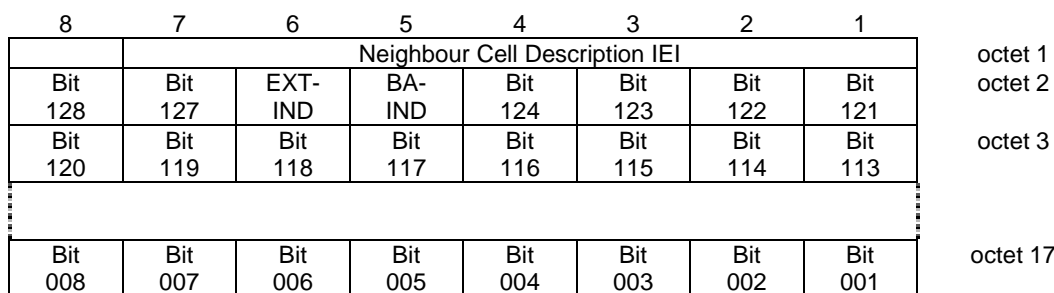 8 7 6 5 4 3 2 1
Neighbour Cell Description IEI octet 1
Bit Bit EXT- BA- Bit Bit Bit Bit octet 2
128 127 IND IND 124 123 122 121
Bit Bit Bit Bit Bit Bit Bit Bit octet 3
120 119 118 117 116 115 114 113
Bit Bit Bit Bit Bit Bit Bit Bit octet 17
008 007 006 005 004 003 002 001